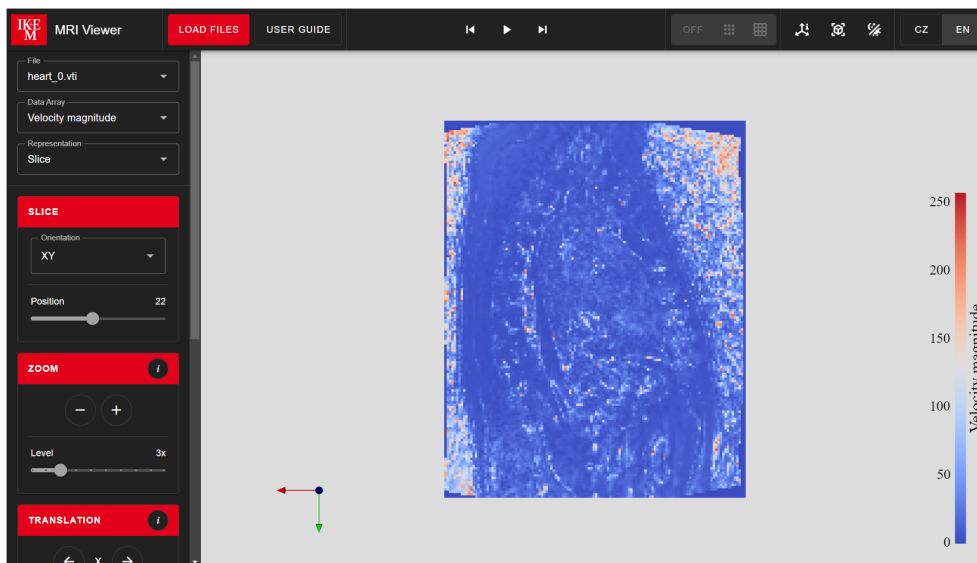 IKE
M
MRI Viewer
LOAD FILES
USER GUIDE
OFF
CZ
EN
File
heart_0.vti
Data Array
Velocity magnitude
Representation
Slice
SLICE
Orientation
XY
Position 22
ZOOM
i
Level 3x
TRANSLATION
i
X
250
200
150
100
50
0
Velocity magnitude